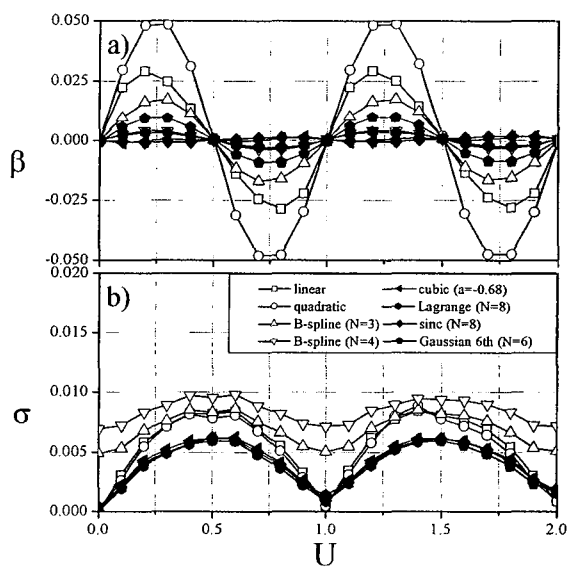 0.050
a)
0.025
0.000
β
-0.025
-0.050
0.020
b)
linear
quadratic
B-spline (N=3)
B-spline (N=4)
cubic (a=-0.68)
Lagrange (N=8)
sinc (N=8)
Gaussian 6th (N=6)
0.015
0.010
σ
0.005
0.000
0.0 0.5 1.0 1.5 2.0
U